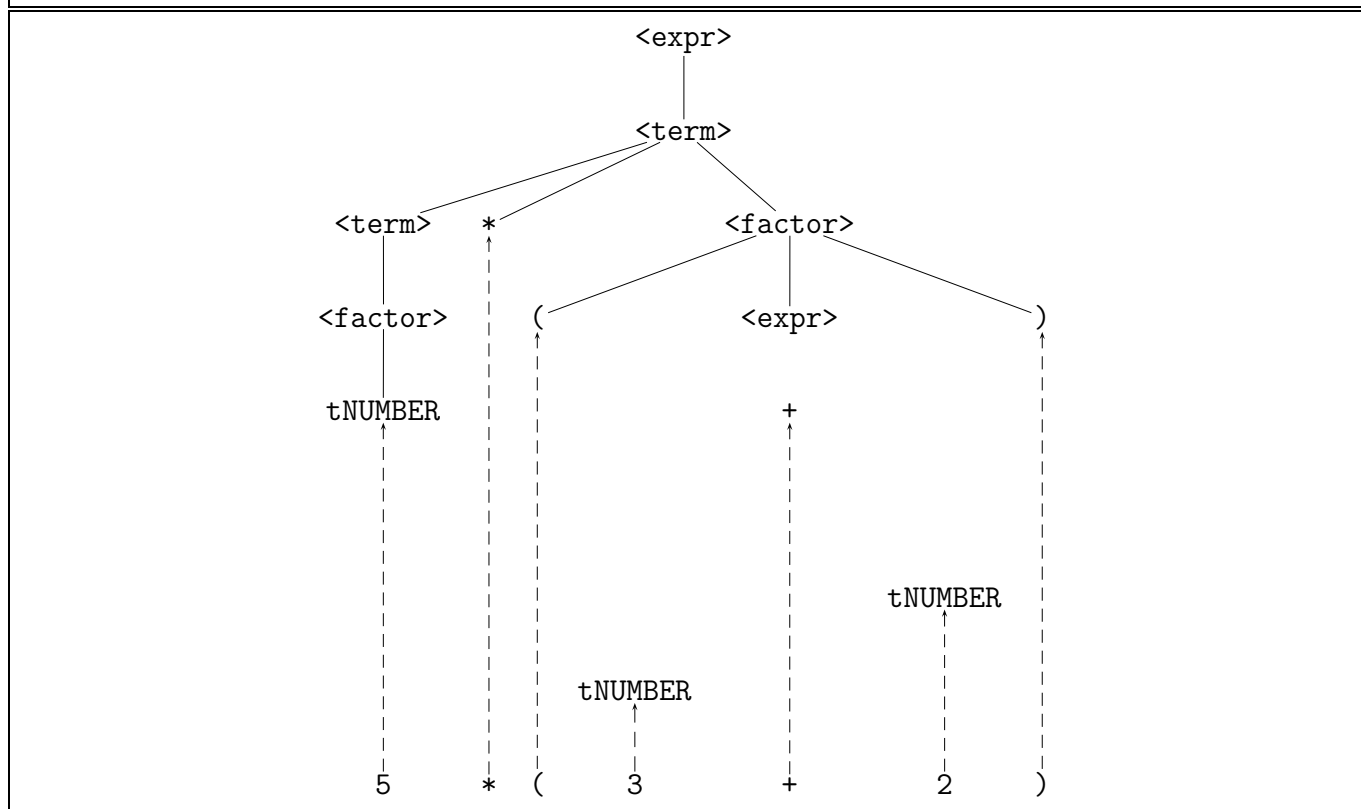 <expr>
<term>
<term> * <factor>
<factor> ( <expr> )
tNUMBER +
tNUMBER
tNUMBER
5 * ( 3 + 2 )